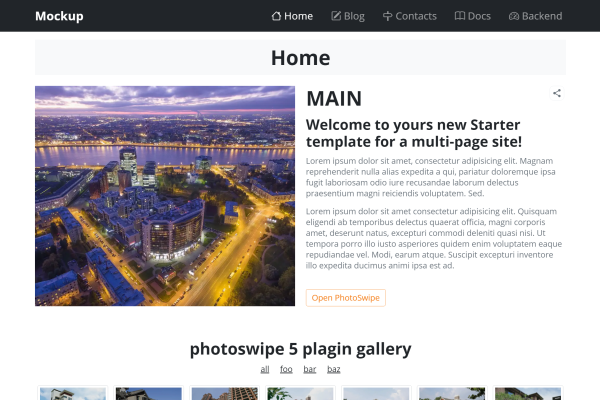 Mockup
Home
Blog
Contacts
Docs
Backend
Home
MAIN
Welcome to yours new Starter
template for a multi-page site!
Lorem ipsum dolor sit amet, consectetur adipisicing elit. Magnam
reprehenderit nulla alias expedita a qui, pariatur doloremque ipsa
fugit laboriosam odio iure recusandae laborum delectus
praesentium magni reiciendis voluptatem. Sed.
Lorem ipsum dolor sit amet consectetur adipisicing elit. Quisquam
eligendi ab temporibus delectus quaerat officia, magni corporis
amet, deserunt natus, excepturi commodi deleniti quasi nisi. Ut
tempora porro illo iusto asperiores quidem enim voluptatem eaque
repudiandae vel. Modi, earum atque. Suscipit excepturi inventore
illo expedita ducimus animi ipsa est ad.
Open PhotoSwipe
photoswipe 5 plagin gallery
all foo bar baz